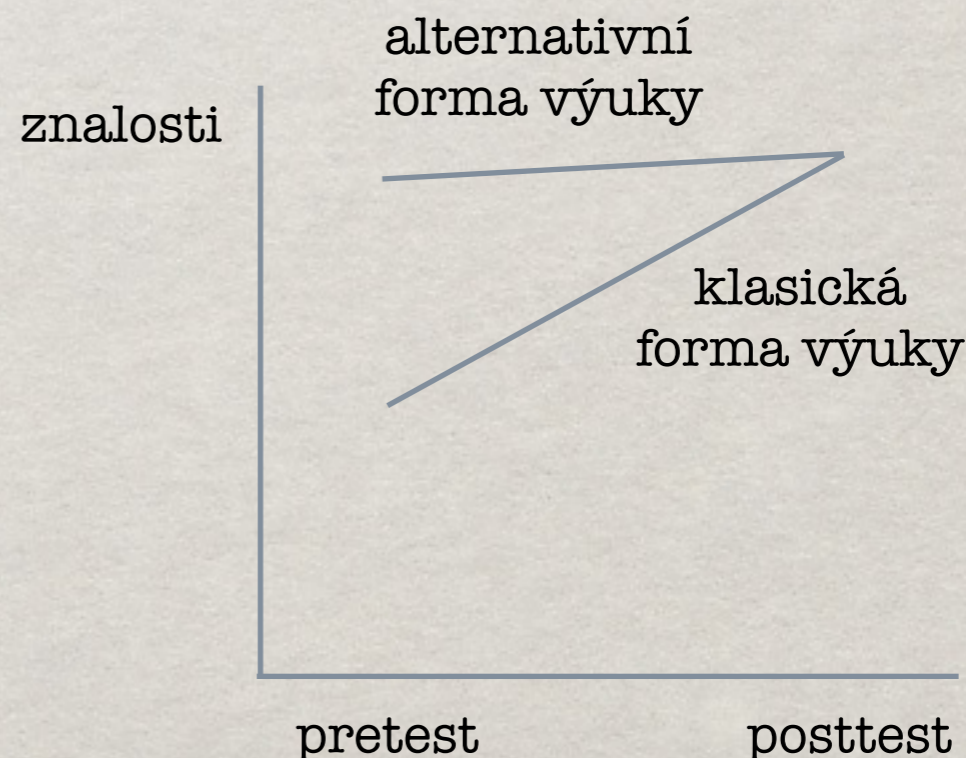 alternativní
forma výuky
znalosti
klasická
forma výuky
pretest
posttest